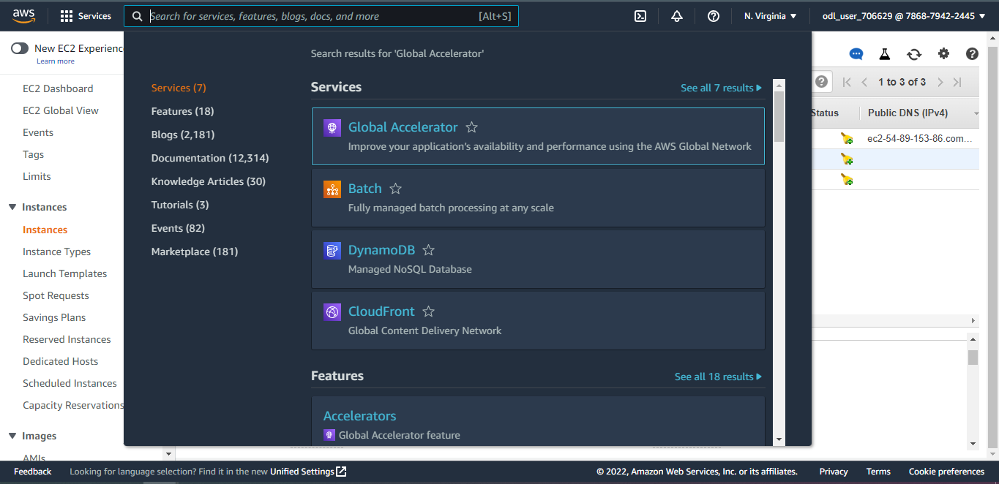 aws
Services
Search for services, features, blogs, docs, and more
[Alt+S]
N. Virginia
odl_user_706629 @ 7868-7942-2445
New EC2 Experienc
Learn more
EC2 Dashboard
EC2 Global View
Events
Tags
Limits
Instances
Instances
Instance Types
Launch Templates
Spot Requests
Savings Plans
Reserved Instances
Dedicated Hosts
Scheduled Instances
Capacity Reservations
Images
AMIs
Search results for 'Global Accelerator'
Services (7)
Features (18)
Blogs (2,181)
Documentation (12,314)
Knowledge Articles (30)
Tutorials (3)
Events (82)
Marketplace (181)
Services
See all 7 results
Global Accelerator
Improve your application's availability and performance using the AWS Global Network
Batch
Fully managed batch processing at any scale
DynamoDB
Managed NoSQL Database
CloudFront
Global Content Delivery Network
Features
See all 18 results
Accelerators
Global Accelerator feature
1 to 3 of 3
Status
Public DNS (IPv4)
ec2-54-89-153-86.com...
Feedback
Looking for language selection? Find it in the new Unified Settings
© 2022, Amazon Web Services, Inc. or its affiliates.
Privacy
Terms
Cookie preferences